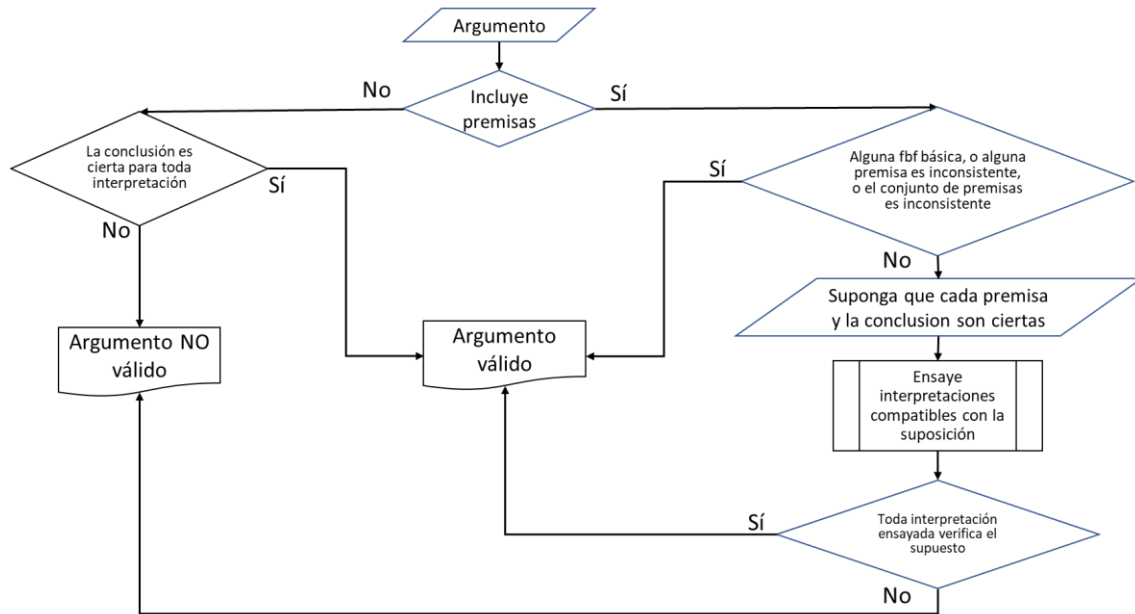 Argumento
No
Incluye
premisas
Sí
La conclusión es
cierta para toda
interpretación
Sí
No
Alguna fbf básica, o alguna
premisa es inconsistente,
o el conjunto de premisas
es inconsistente
Sí
No
Suponga que cada premisa
y la conclusion son ciertas
Argumento NO
válido
Argumento
válido
Ensaye
interpretaciones
compatibles con la
suposición
Toda interpretación
ensayada verifica el
supuesto
Sí
No